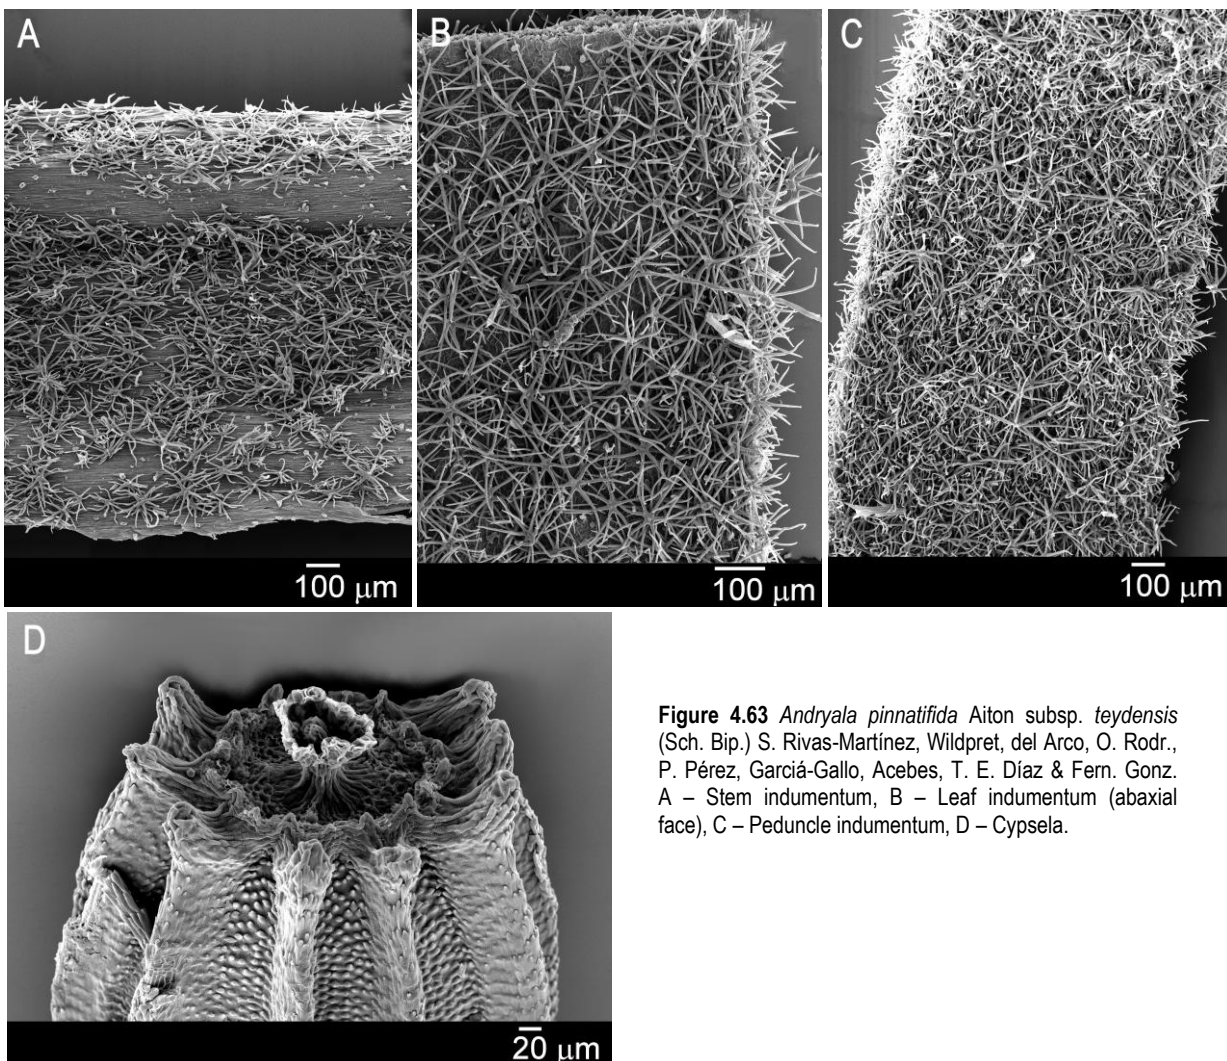 A
B
C
100 μm
100 μm
100 μm
D
20 μm
Figure 4.63 Andryala pinnatifida Aiton subsp. teydensis
(Sch. Bip.) S. Rivas-Martínez, Wildpret, del Arco, O. Rodr.,
P. Pérez, Garciá-Gallo, Acebes, T. E. Díaz & Fern. Gonz.
A – Stem indumentum, B – Leaf indumentum (abaxial
face), C – Peduncle indumentum, D – Cypsela.